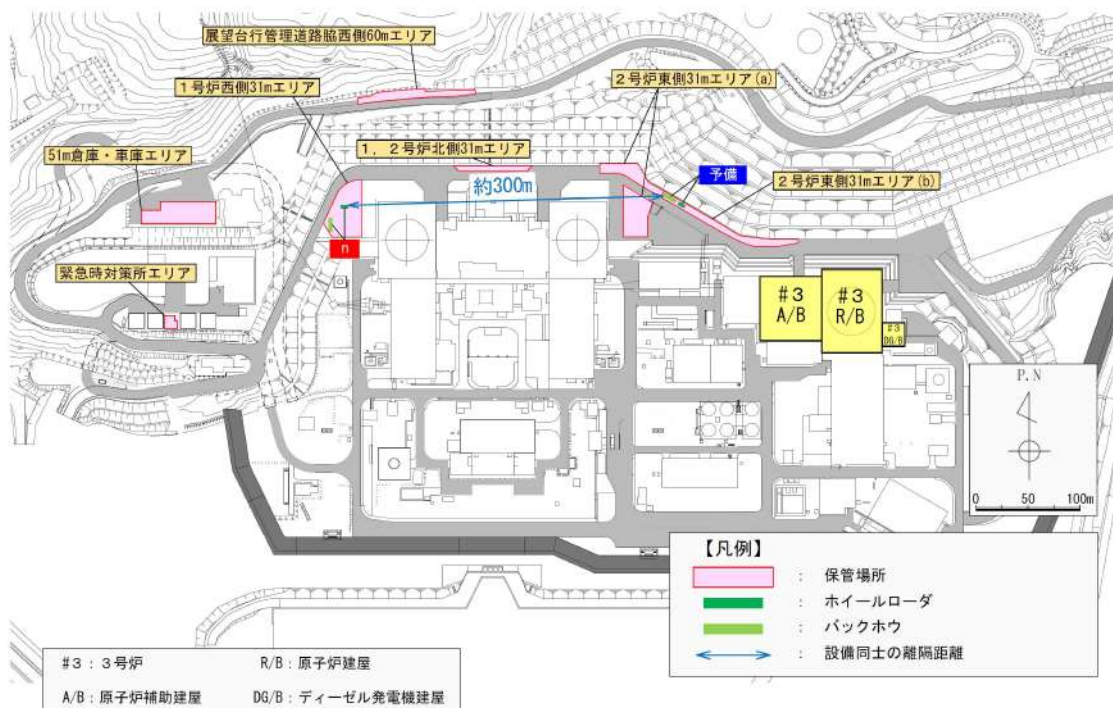 展望台行管理道路脇西側60mエリア
1号炉西側31mエリア
2号炉東側31mエリア(a)
51m倉庫・車庫エリア
1，2号炉北側31mエリア
予備
約300m
2号炉東側31mエリア(b)
n
緊急時対策所エリア
#3
A/B
#3
R/B
#3
DG/B
P.N
0 50 100m
【凡例】
： 保管場所
： ホイールローダ
： バックホウ
： 設備同士の離隔距離
#3：3号炉 R/B：原子炉建屋
A/B：原子炉補助建屋 DG/B：ディーゼル発電機建屋